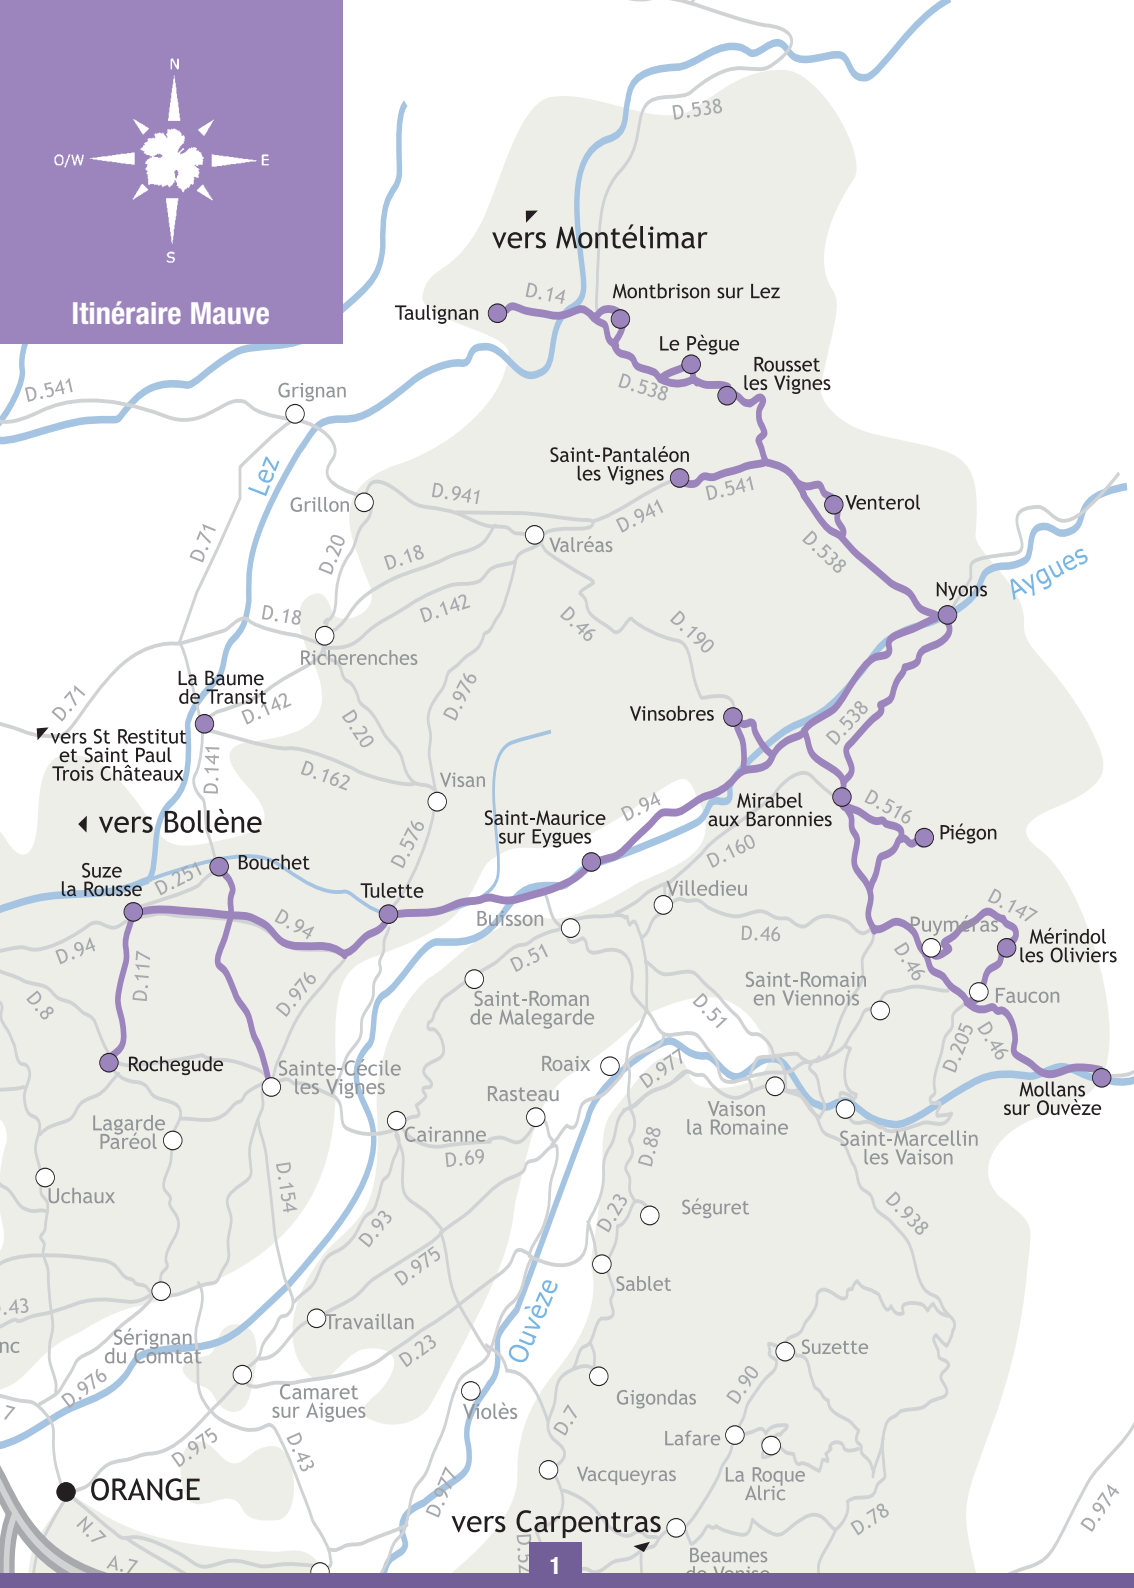 N
O/W
E
S
Itinéraire Mauve
D.538
vers Montélimar
D.14
Montbrison sur Lez
Taulignan
Le Pègue
Rousset
les Vignes
D.538
D.541
Grignan
Lez
Saint-Pantaléon
les Vignes
D.541
Venterol
Grillon
D.941
D.941
D.71
D.20
D.18
Valréas
D.538
Aygues
Nyons
D.18
D.142
D.46
D.190
Richerenches
La Baume
de Transit
D.142
D.71
D.976
D.20
Vinsobres
D.538
vers St Restitut
et Saint Paul
Trois Châteaux
D.141
D.162
Visan
vers Bollène
Saint-Maurice
sur Eygues
D.94
Mirabel
aux Baronnies
D.516
Piégon
D.576
D.160
Suze
la Rousse
D.251
Bouchet
Tulette
Villedieu
Buisson
D.94
D.94
D.46
Puyméras
D.147
Mérindol
les Oliviers
D.117
D.976
D.51
D.46
Saint-Romain
en Viennois
Faucon
D.8
Saint-Roman
de Malegarde
D.51
D.205
D.46
Rochegude
Sainte-Cécile
les Vignes
Roaix
D.977
Rasteau
Mollans
sur Ouvèze
Lagarde
Paréol
Cairanne
Vaison
la Romaine
Saint-Marcellin
les Vaison
D.69
D.88
Uchaux
D.154
D.93
D.23
Séguret
D.938
D.975
Sablet
Ouvèze
.43
nc
Sérignan
du Comtat
Travaillan
D.23
Suzette
D.976
7
Camaret
sur Aigues
Violès
Gigondas
D.90
D.975
D.43
D.7
Lafare
La Roque
Alric
Vacqueyras
D.977
ORANGE
vers Carpentras
D.78
D.974
N.7
A.7
D.52
Beaumes
de Venise
1